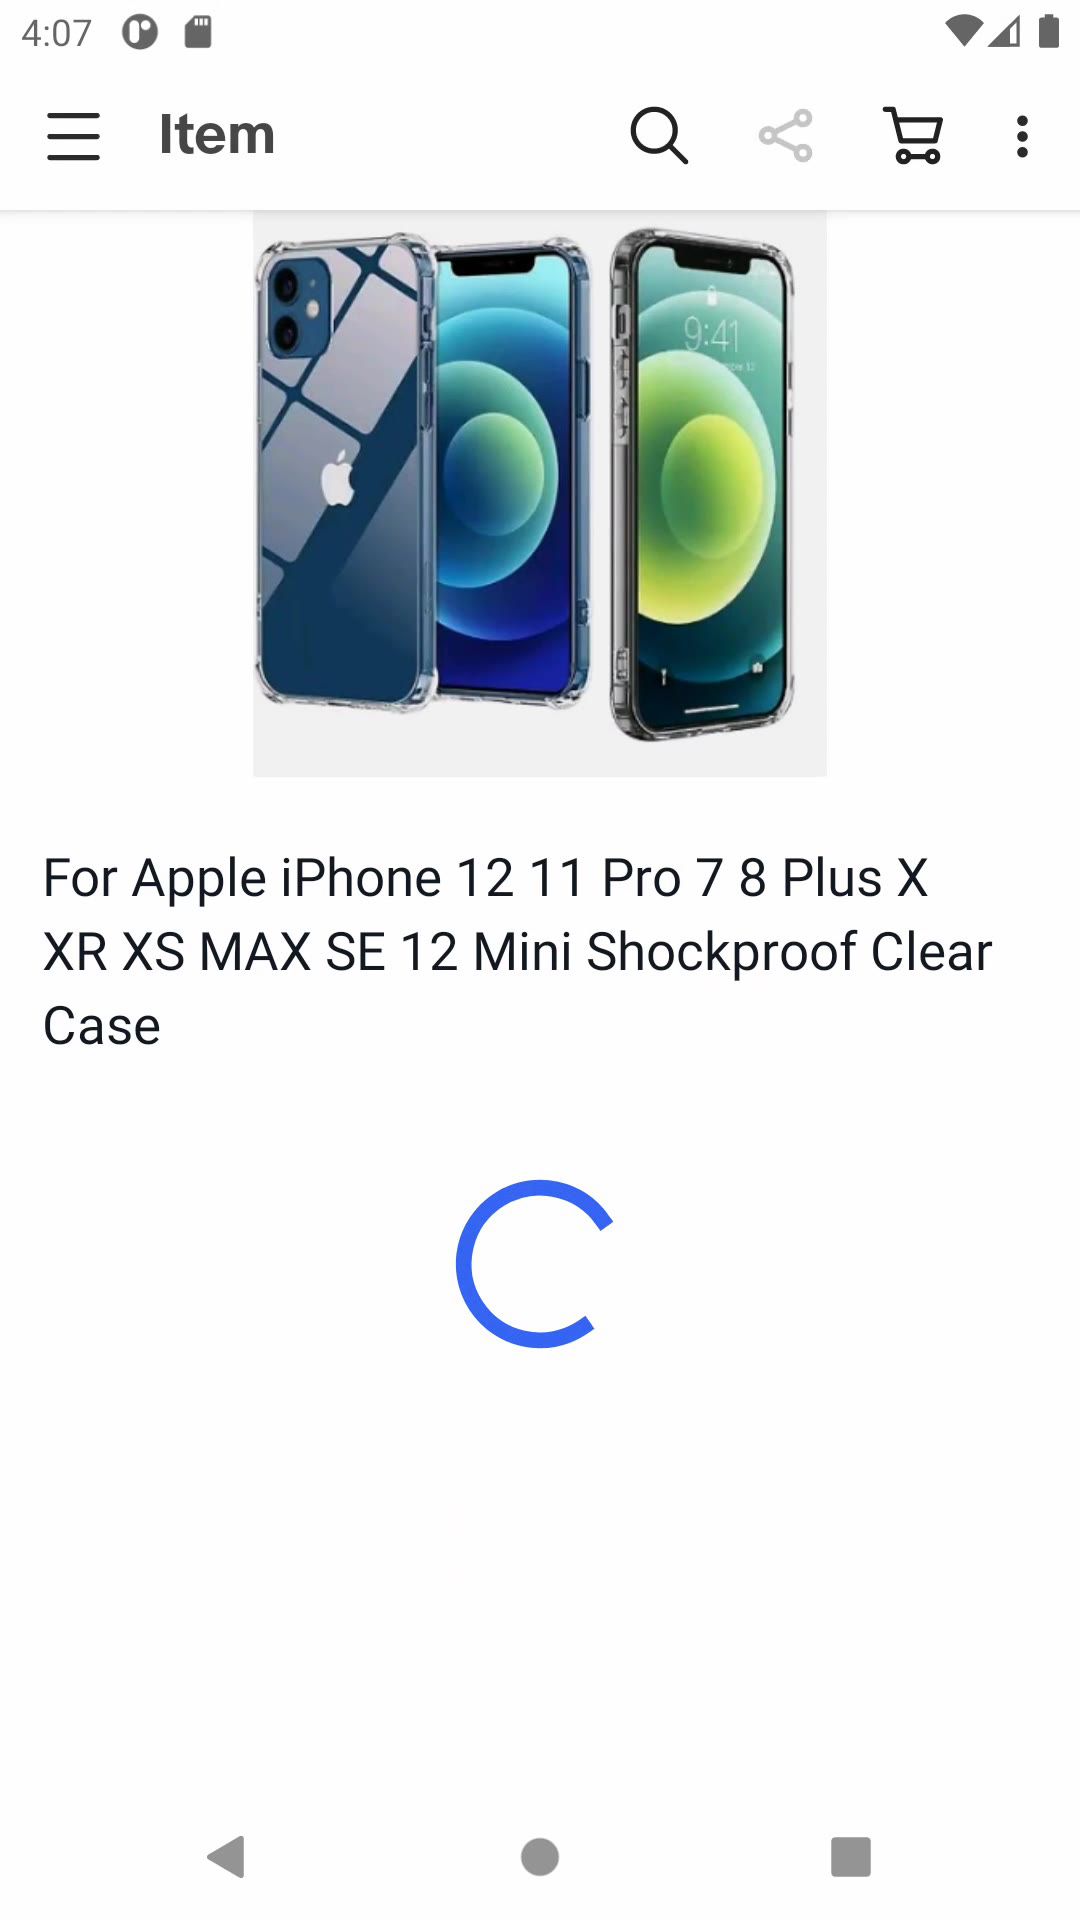 4:07
Item
9:41
For Apple iPhone 12 11 Pro 7 8 Plus X
XR XS MAX SE 12 Mini Shockproof Clear
Case